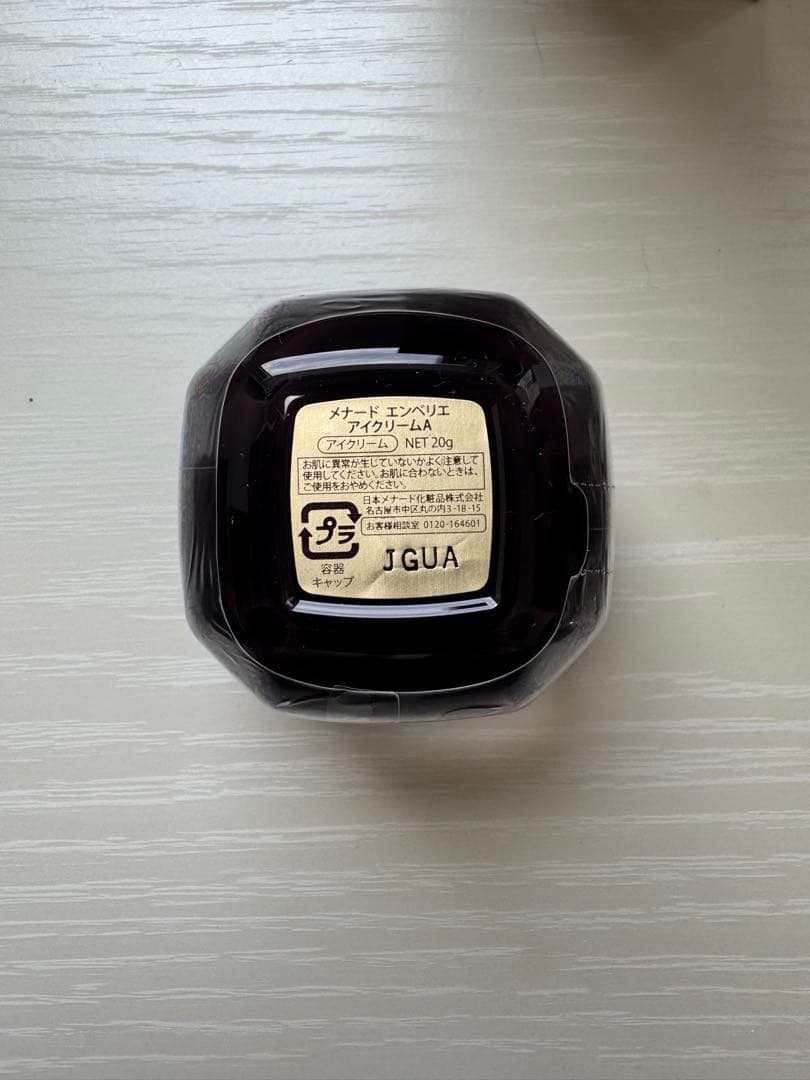 メナード エンベリエ
アイクリームA
アイクリーム NET 20g
お肌に異常が生じていないかよく注意して
使用してください。お肌に合わないときは、
ご使用をおやめください。
日本メナード化粧品株式会社
名古屋市中区丸の内3-18-15
お客様相談室 0120-164601
プラ
容器
キャップ
JGUA